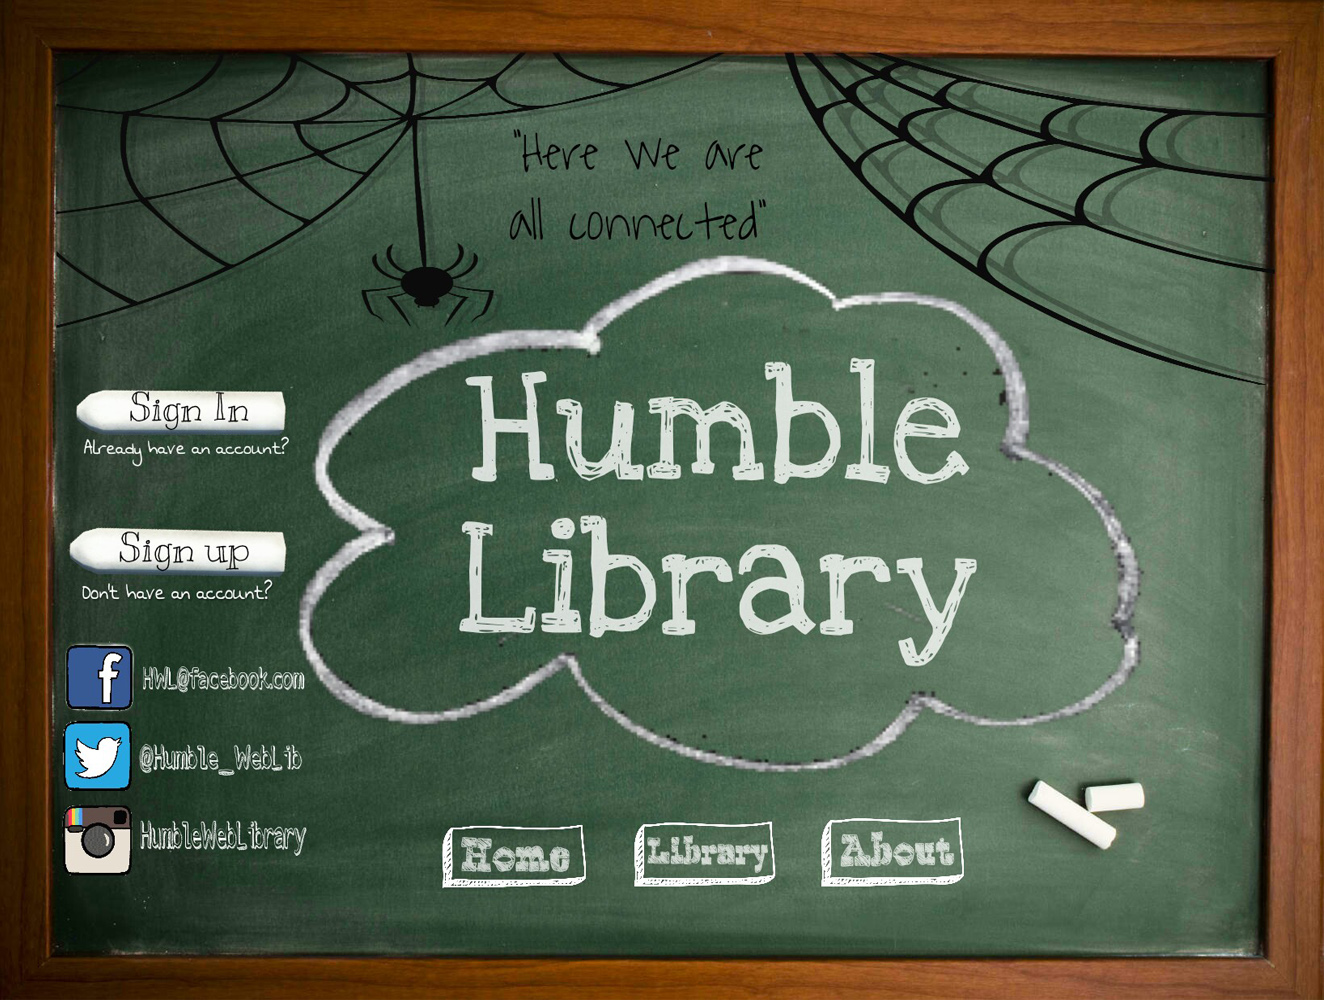 "Here We are
all connected"
Humble
Library
Sign In
Already have an account?
Sign up
Don't have an account?
HWL@facebook.com
@Humble_WebLib
HumbleWebLibrary
Home
Library
About